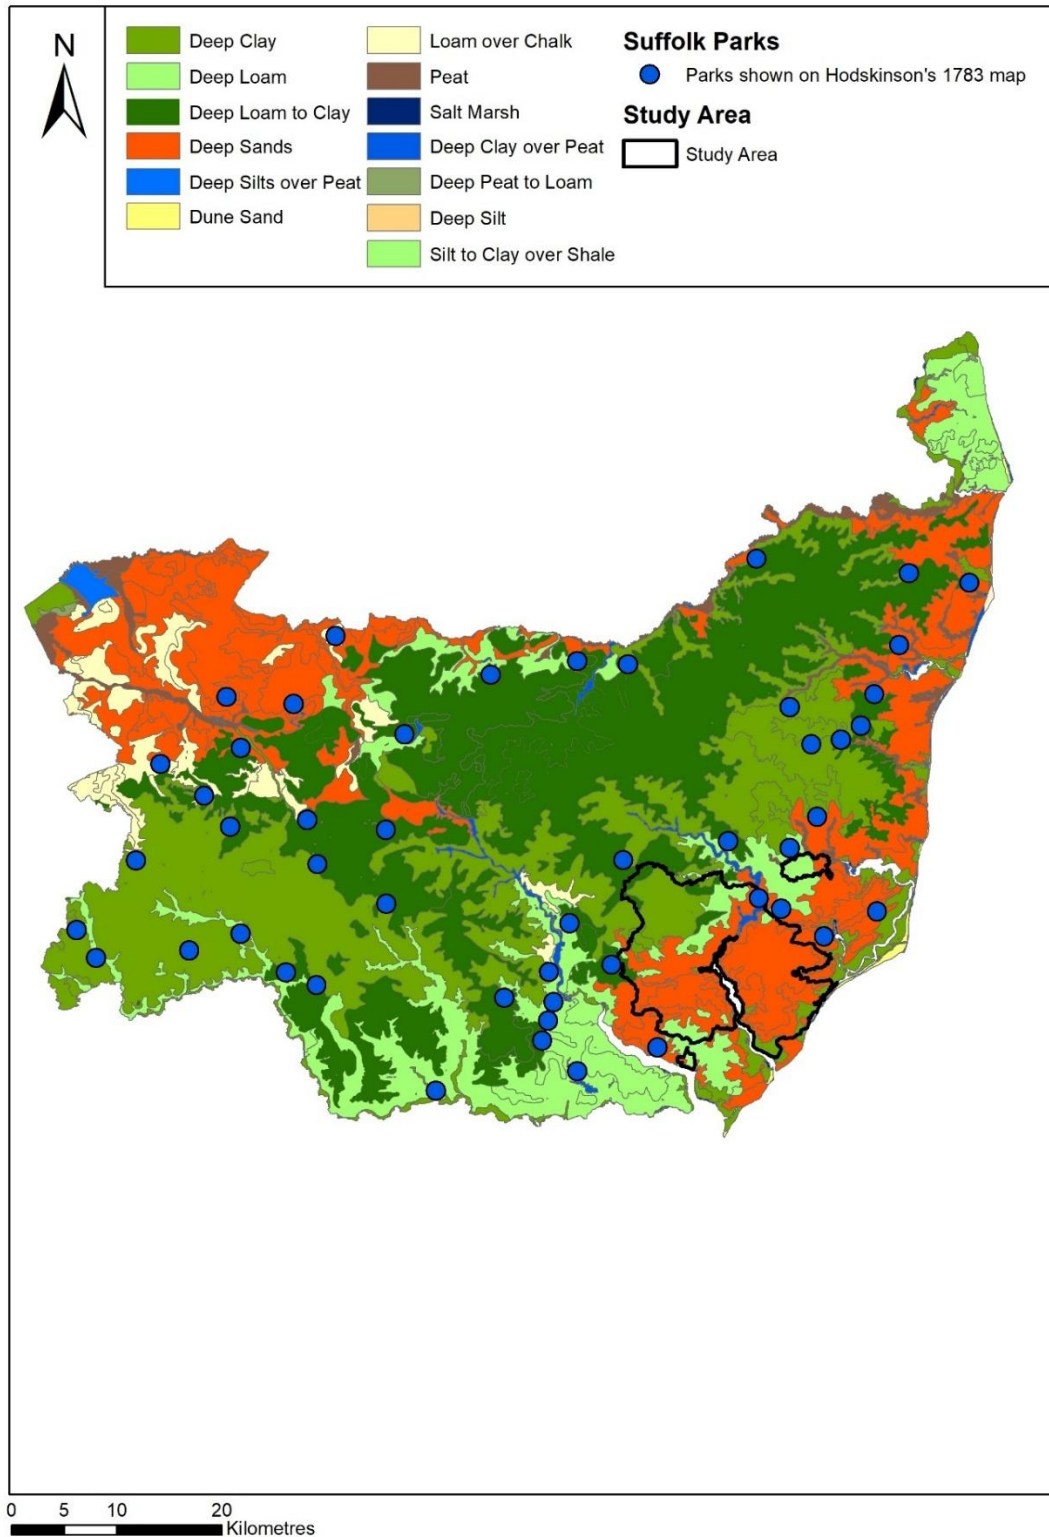 N
Deep Clay
Deep Loam
Deep Loam to Clay
Deep Sands
Deep Silts over Peat
Dune Sand
Loam over Chalk
Peat
Salt Marsh
Deep Clay over Peat
Deep Peat to Loam
Deep Silt
Silt to Clay over Shale
Suffolk Parks
Parks shown on Hodskinson's 1783 map
Study Area
Study Area
0 5 10 20
Kilometres